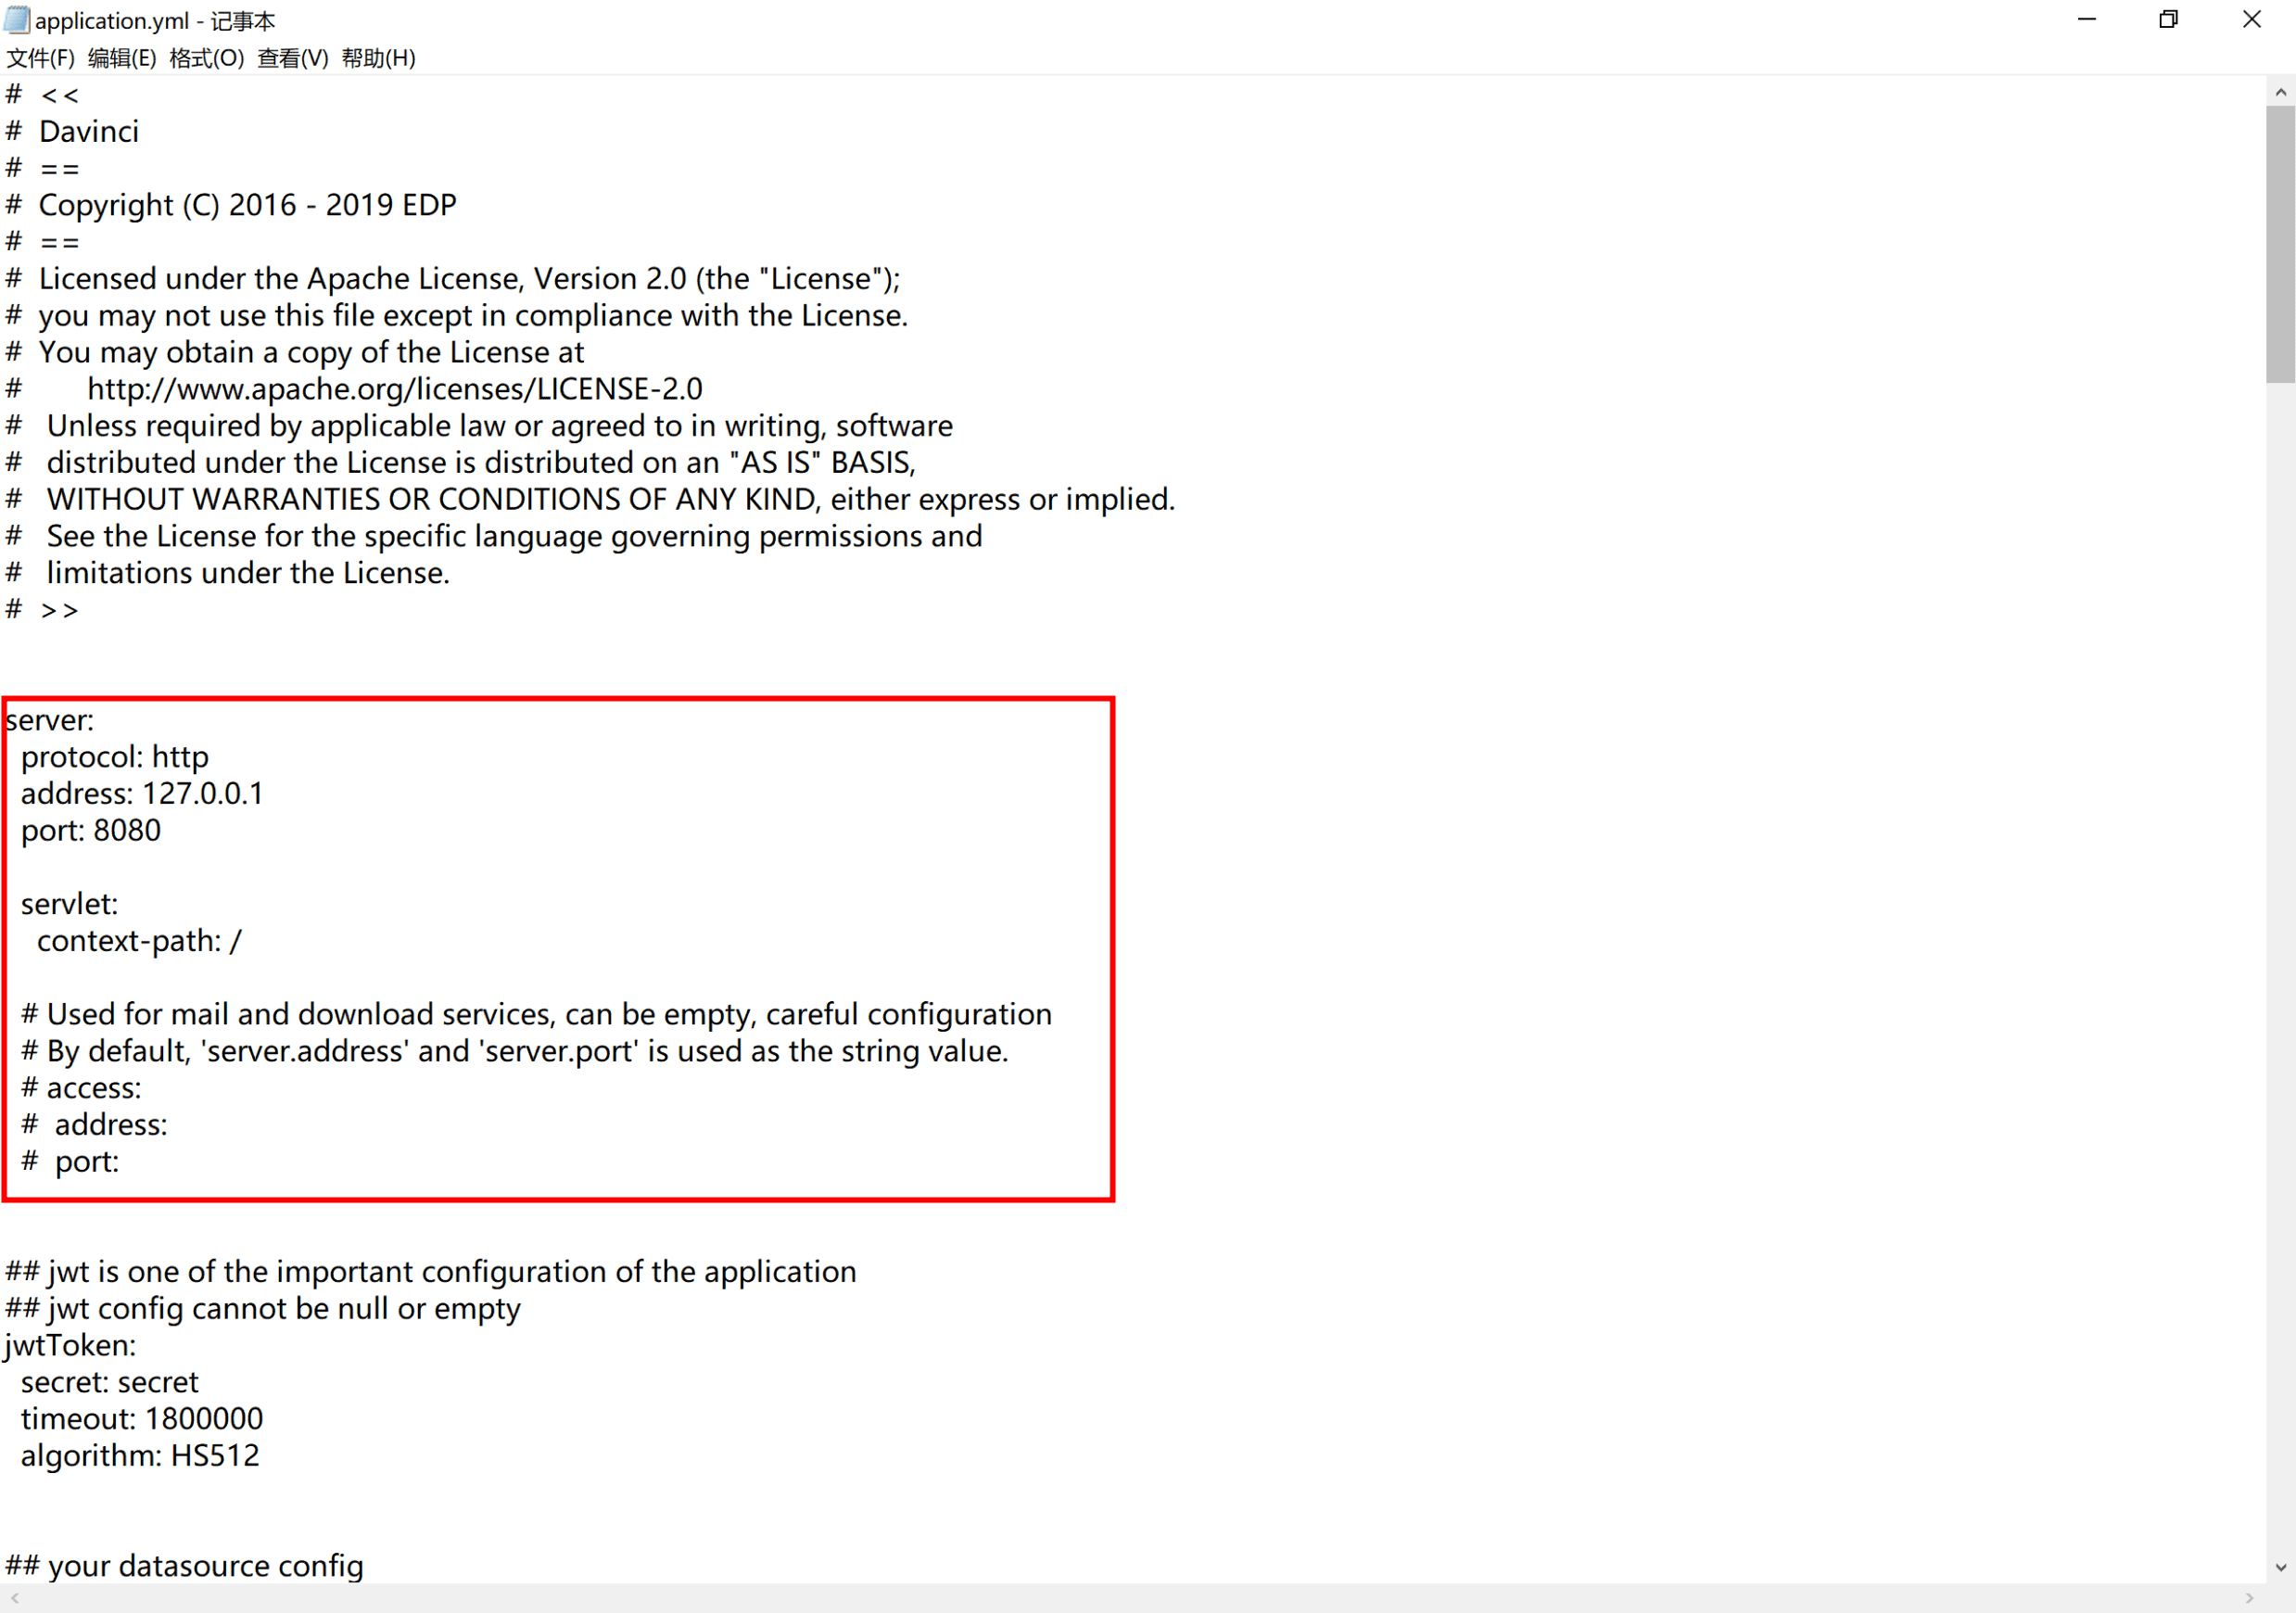 application.yml - 记事本
文件(F) 编辑(E) 格式(O) 查看(V) 帮助(H)
#  <<
#  Davinci
#  ==
#  Copyright (C) 2016 - 2019 EDP
#  ==
#  Licensed under the Apache License, Version 2.0 (the "License");
#  you may not use this file except in compliance with the License.
#  You may obtain a copy of the License at
#        http://www.apache.org/licenses/LICENSE-2.0
#   Unless required by applicable law or agreed to in writing, software
#   distributed under the License is distributed on an "AS IS" BASIS,
#   WITHOUT WARRANTIES OR CONDITIONS OF ANY KIND, either express or implied.
#   See the License for the specific language governing permissions and
#   limitations under the License.
#  >>
server:
  protocol: http
  address: 127.0.0.1
  port: 8080
  servlet:
    context-path: /
  # Used for mail and download services, can be empty, careful configuration
  # By default, 'server.address' and 'server.port' is used as the string value.
  # access:
  #  address:
  #  port:
## jwt is one of the important configuration of the application
## jwt config cannot be null or empty
jwtToken:
  secret: secret
  timeout: 1800000
  algorithm: HS512
## your datasource config